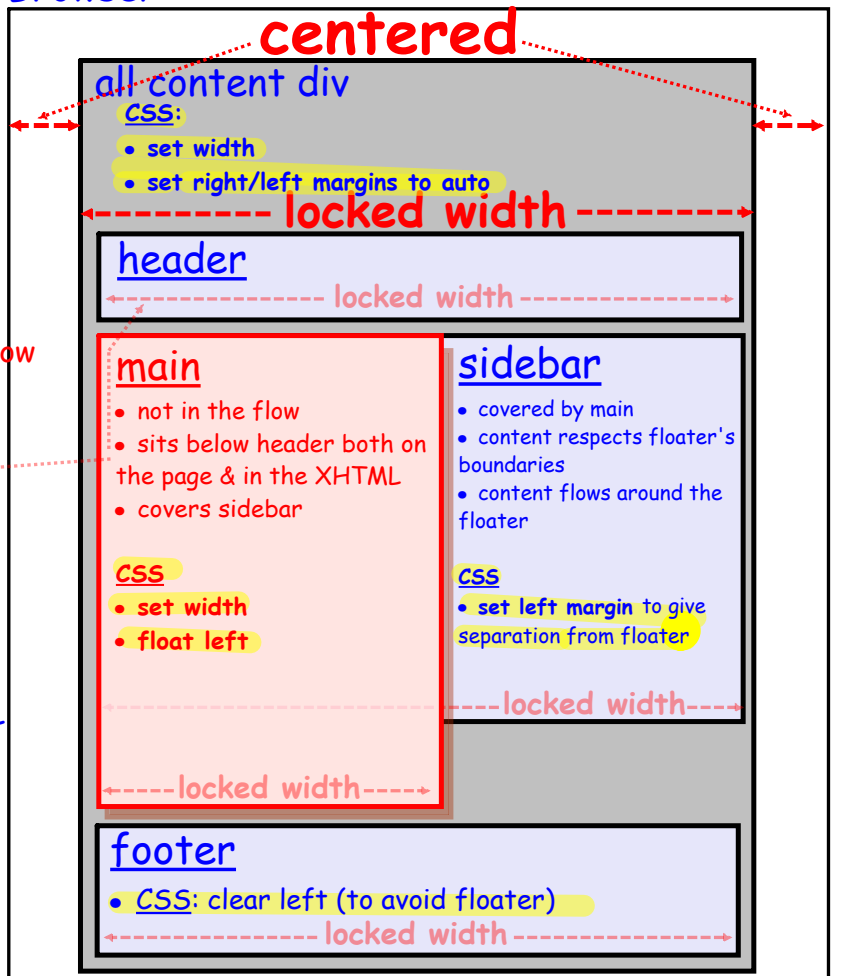 centered
all content div
CSS:
• set width
• set right/left margins to auto
locked width
header
locked width
ow
main
• not in the flow
• sits below header both on
the page & in the XHTML
• covers sidebar
CSS
• set width
• float left
locked width
sidebar
• covered by main
• content respects floater's
boundaries
• content flows around the
floater
CSS
• set left margin to give
separation from floater
locked width
footer
• CSS: clear left (to avoid floater)
locked width